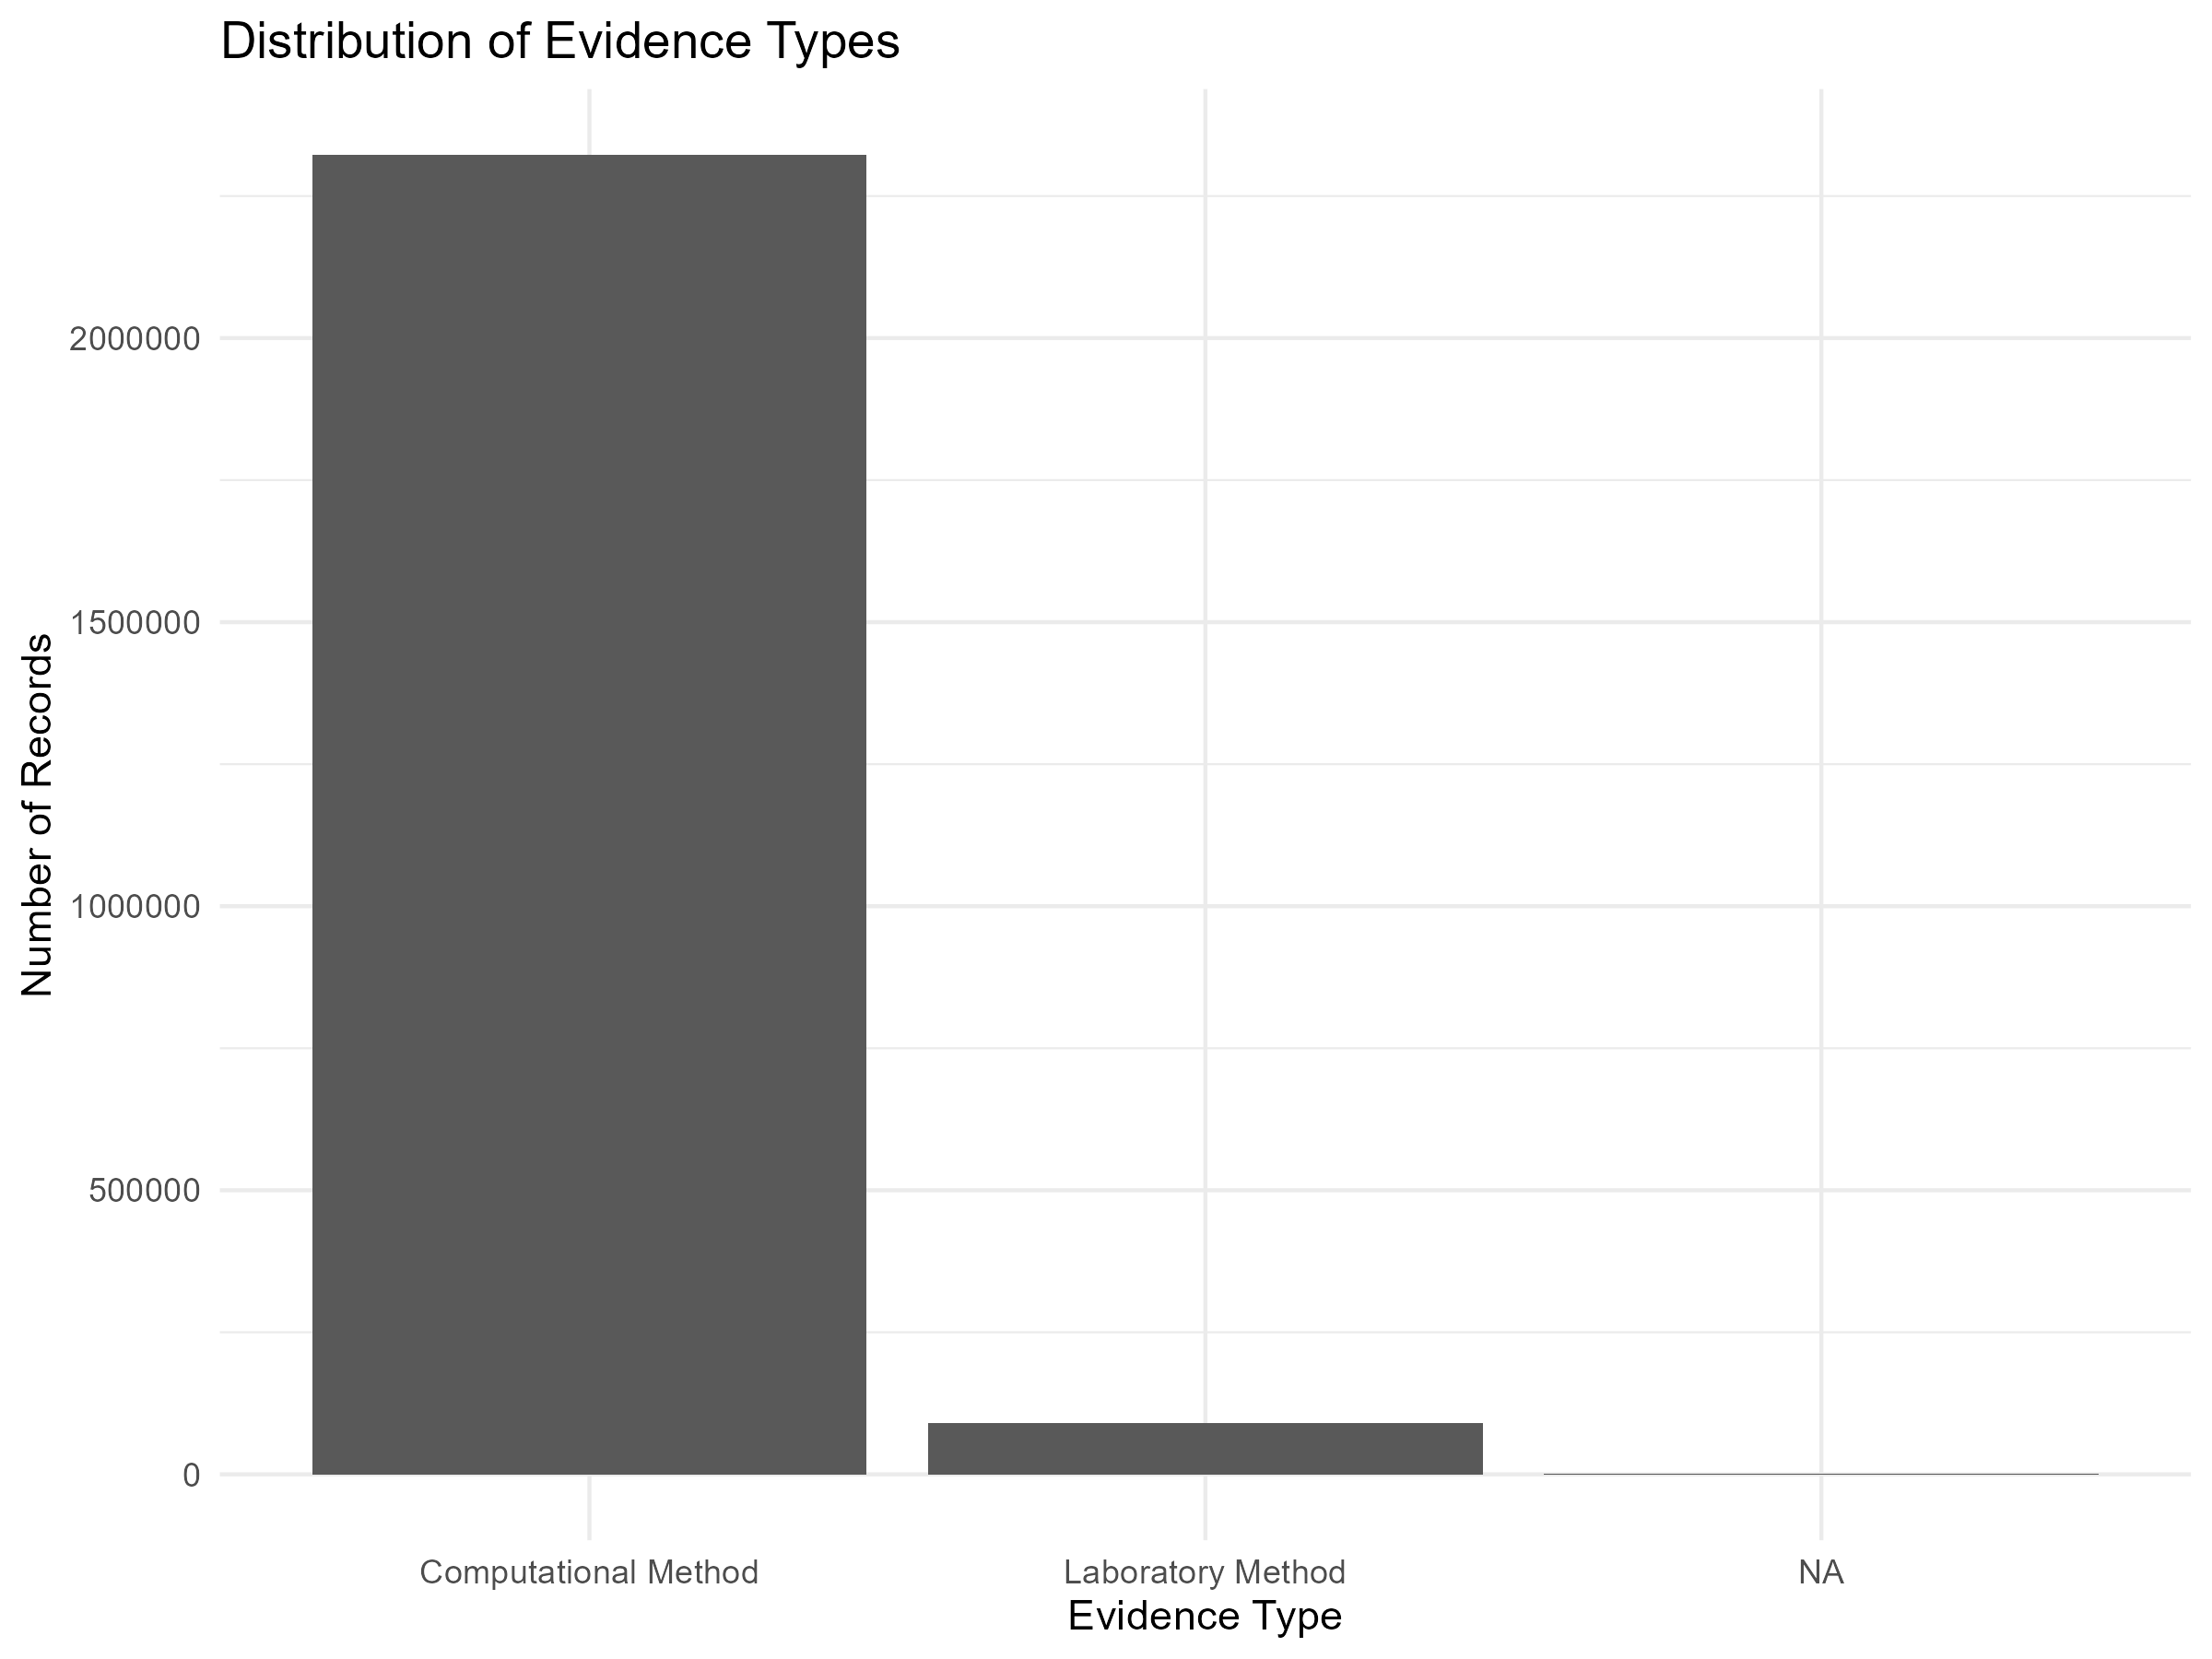 Distribution of Evidence Types
Number of Records
2000000
1500000
1000000
500000
0
Computational Method
Laboratory Method
NA
Evidence Type